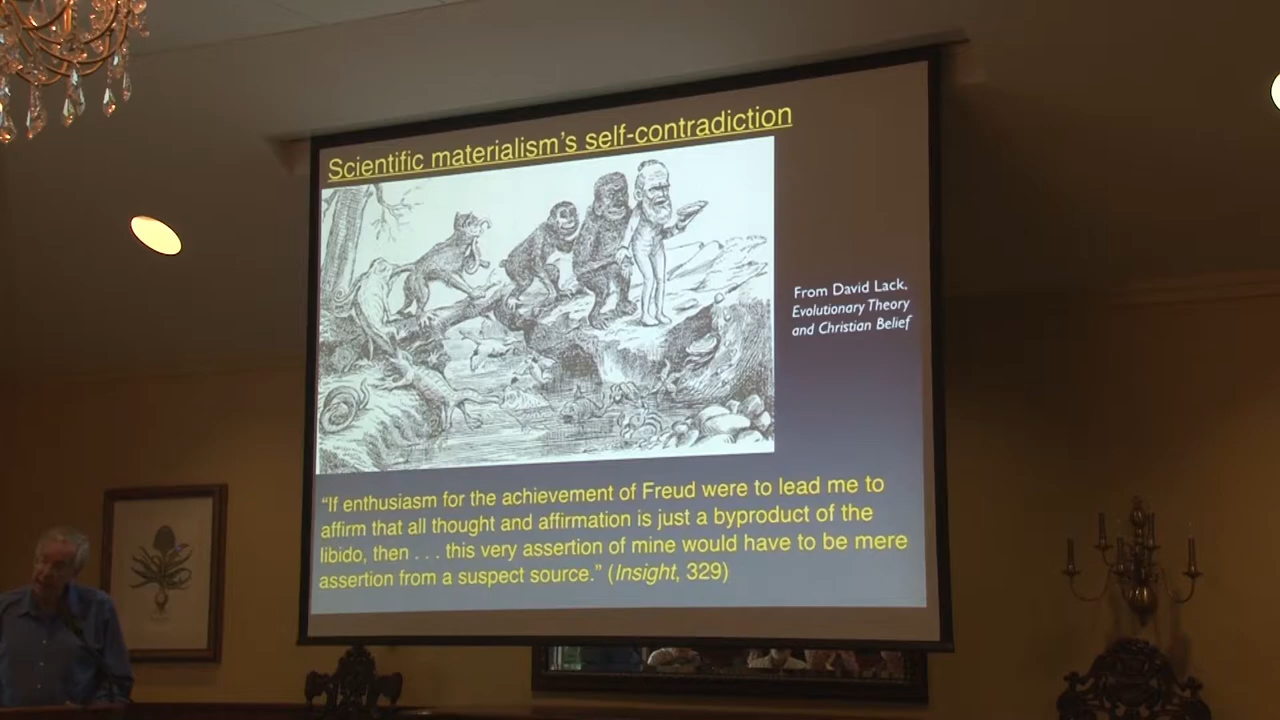 Scientific materialism's self-contradiction
From David Lack,
Evolutionary Theory
and Christian Belief
“If enthusiasm for the achievement of Freud were to lead me to
affirm that all thought and affirmation is just a byproduct of the
libido, then . . . this very assertion of mine would have to be mere
assertion from a suspect source.” (Insight, 329)